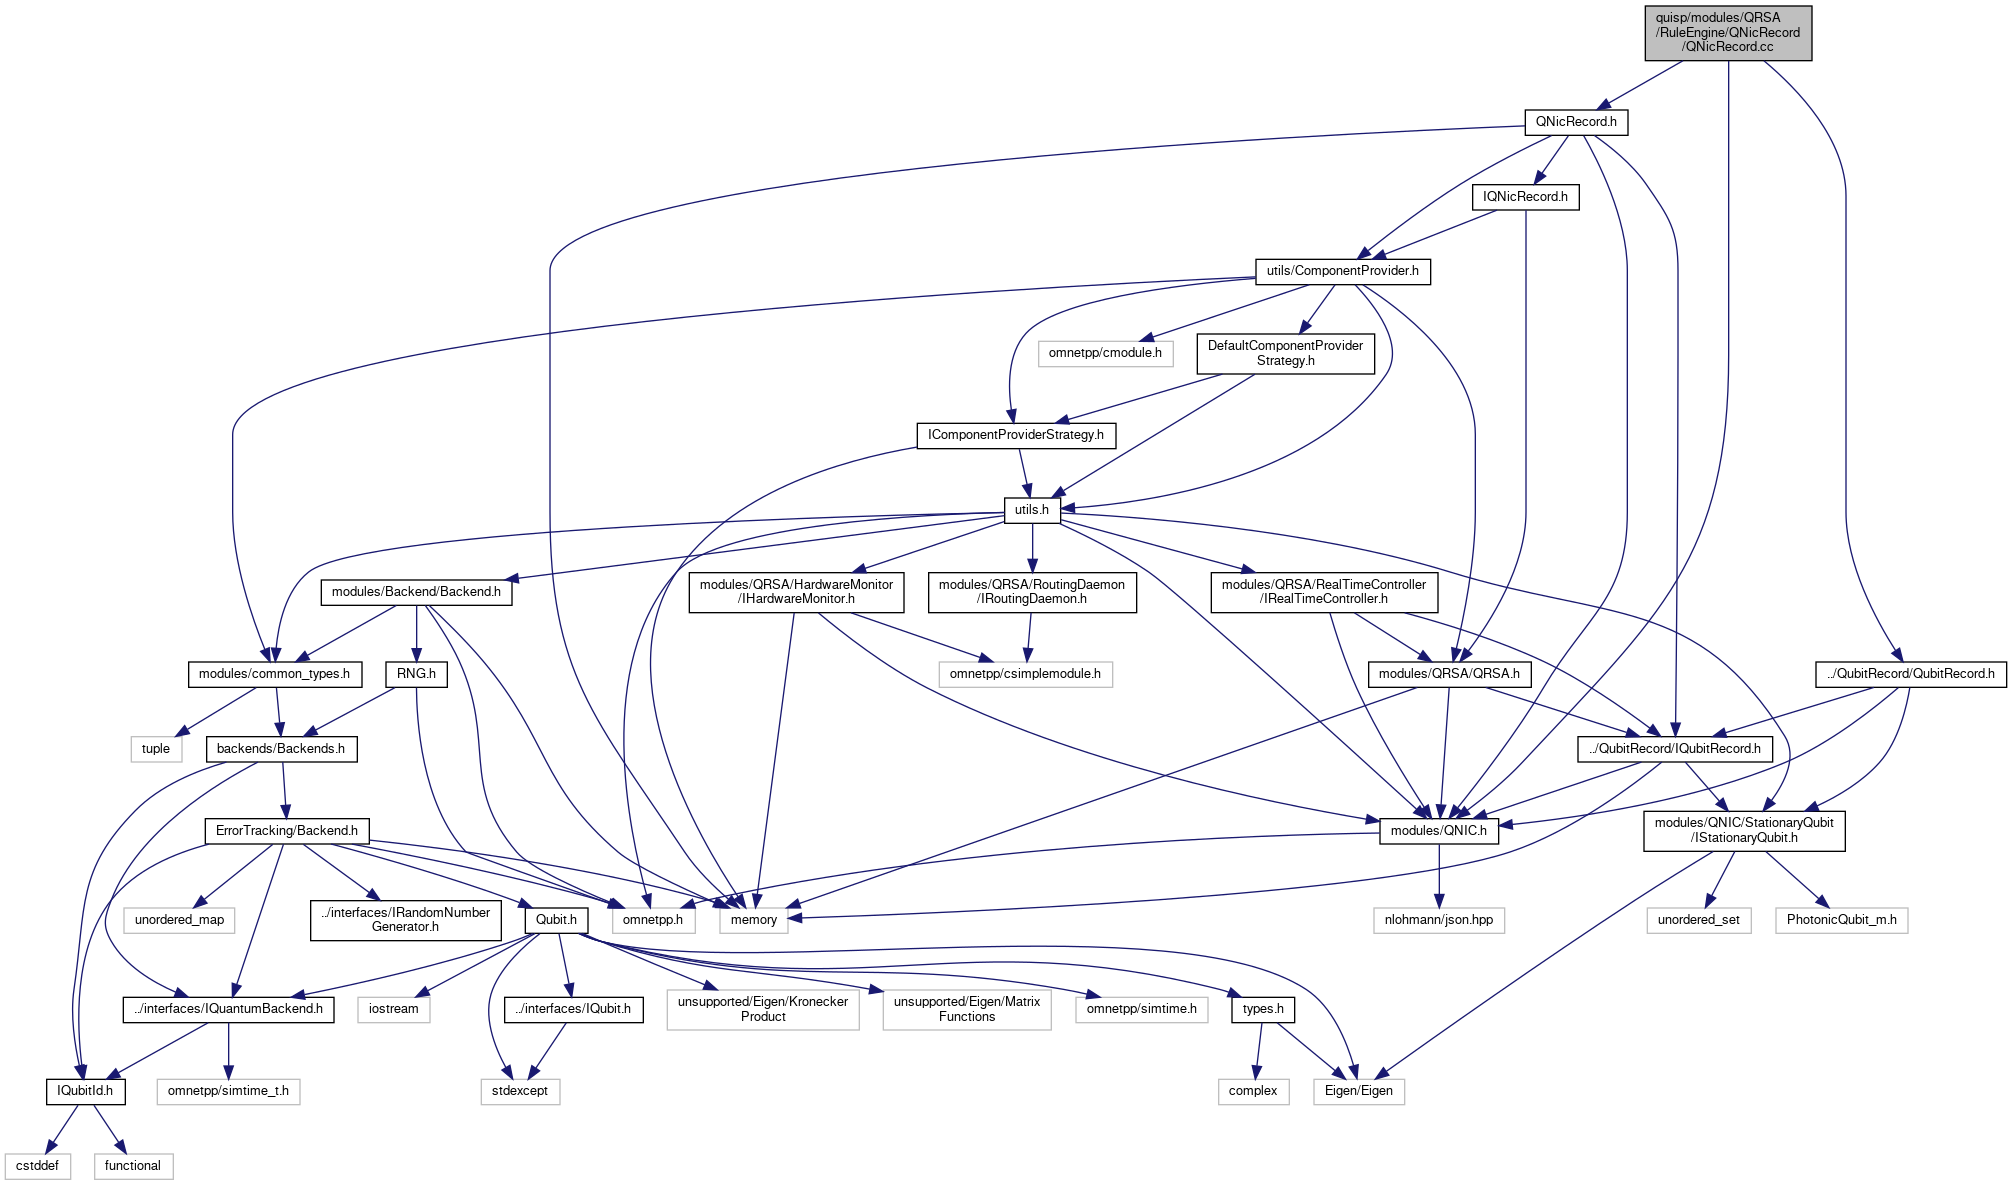 quisp/modules/QRSA
/RuleEngine/QNicRecord
/QNicRecord.cc
QNicRecord.h
IQNicRecord.h
utils/ComponentProvider.h
omnetpp/cmodule.h
DefaultComponentProvider
Strategy.h
IComponentProviderStrategy.h
utils.h
modules/Backend/Backend.h
modules/QRSA/HardwareMonitor
/IHardwareMonitor.h
modules/QRSA/RoutingDaemon
/IRoutingDaemon.h
modules/QRSA/RealTimeController
/IRealTimeController.h
modules/common_types.h
RNG.h
omnetpp/csimplemodule.h
modules/QRSA/QRSA.h
../QubitRecord/QubitRecord.h
tuple
backends/Backends.h
../QubitRecord/IQubitRecord.h
ErrorTracking/Backend.h
modules/QNIC.h
modules/QNIC/StationaryQubit
/IStationaryQubit.h
unordered_map
../interfaces/IRandomNumber
Generator.h
Qubit.h
omnetpp.h
memory
nlohmann/json.hpp
unordered_set
PhotonicQubit_m.h
../interfaces/IQuantumBackend.h
iostream
../interfaces/IQubit.h
unsupported/Eigen/Kronecker
Product
unsupported/Eigen/Matrix
Functions
omnetpp/simtime.h
types.h
IQubitId.h
omnetpp/simtime_t.h
stdexcept
complex
Eigen/Eigen
cstddef
functional